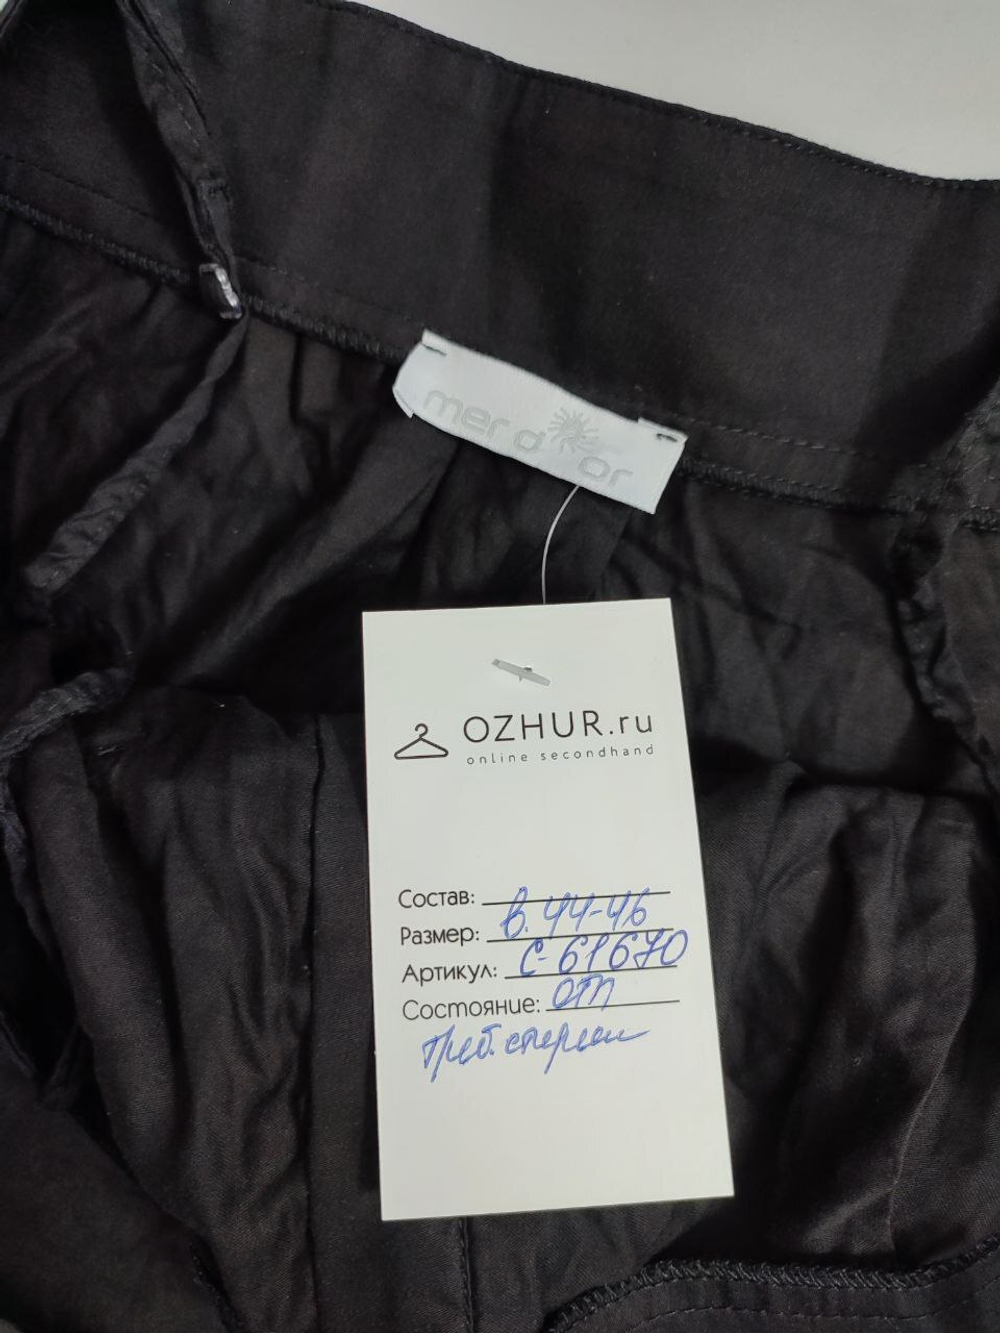 mer d'or
OZHUR.ru
online secondhand
Состав:
Размер: в. 44-46
Артикул: С-61670
Состояние: отл